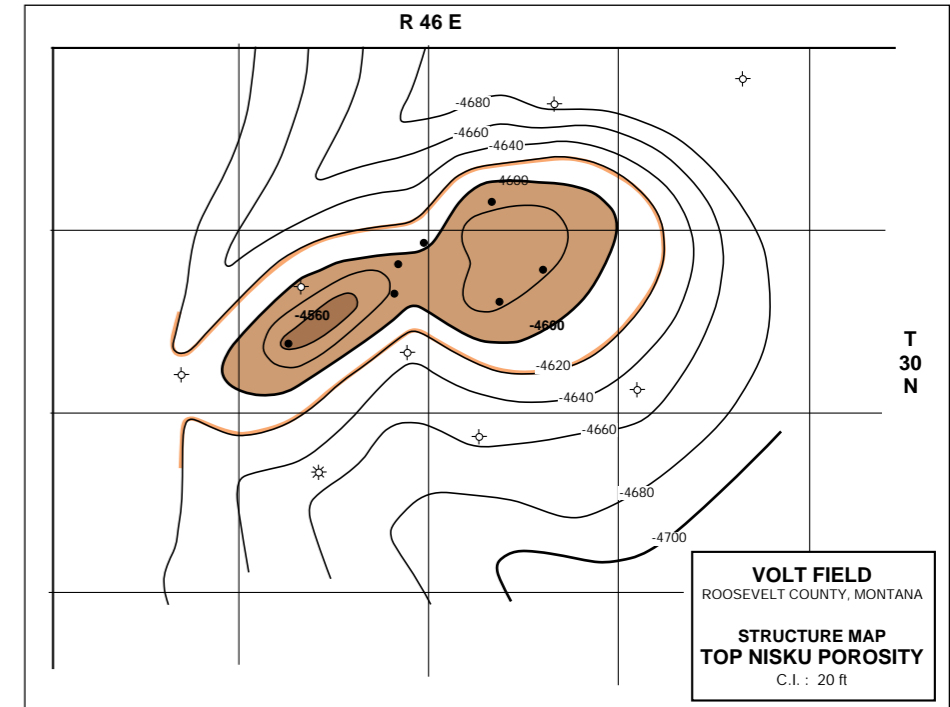 R 46 E
-4680
-4660
-4640
-4600
-4560
-4600
-4620
-4640
-4660
-4680
-4700
T
30
N
VOLT FIELD
ROOSEVELT COUNTY, MONTANA
STRUCTURE MAP
TOP NISKU POROSITY
C.I. : 20 ft